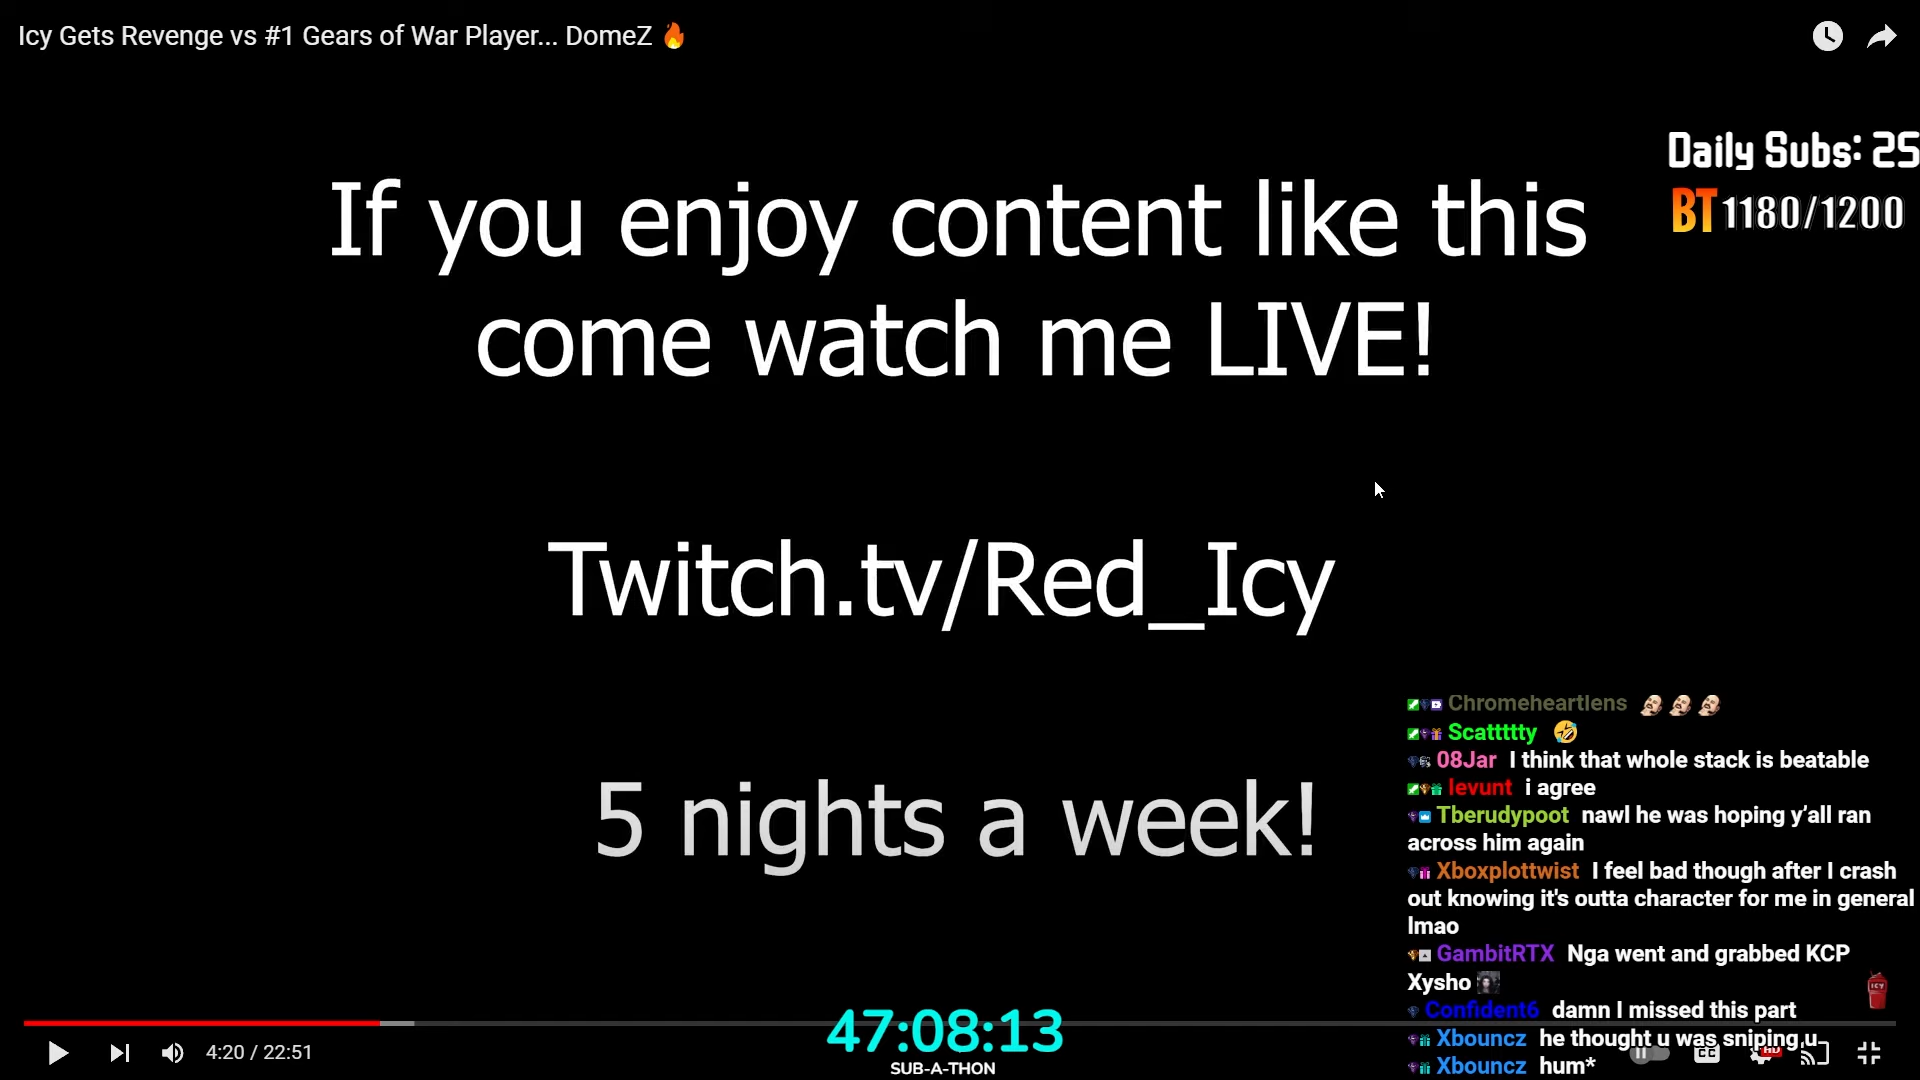 Icy Gets Revenge vs #1 Gears of War Player... DomeZ 🔥
Daily Subs: 25
BT 1180/1200
If you enjoy content like this
come watch me LIVE!
Twitch.tv/Red_Icy
5 nights a week!
Chromeheartlens
Scattttty 🤣
08Jar I think that whole stack is beatable
levunt i agree
Tberudypoot nawl he was hoping y’all ran
across him again
Xboxplottwist I feel bad though after I crash
out knowing it's outta character for me in general
lmao
GambitRTX Nga went and grabbed KCP
Xysho
ICY
Confident6 damn I missed this part
Xbouncz he thought u was sniping u
Xbouncz hum*
47:08:13
SUB-A-THON
4:20 / 22:51
CC
HD